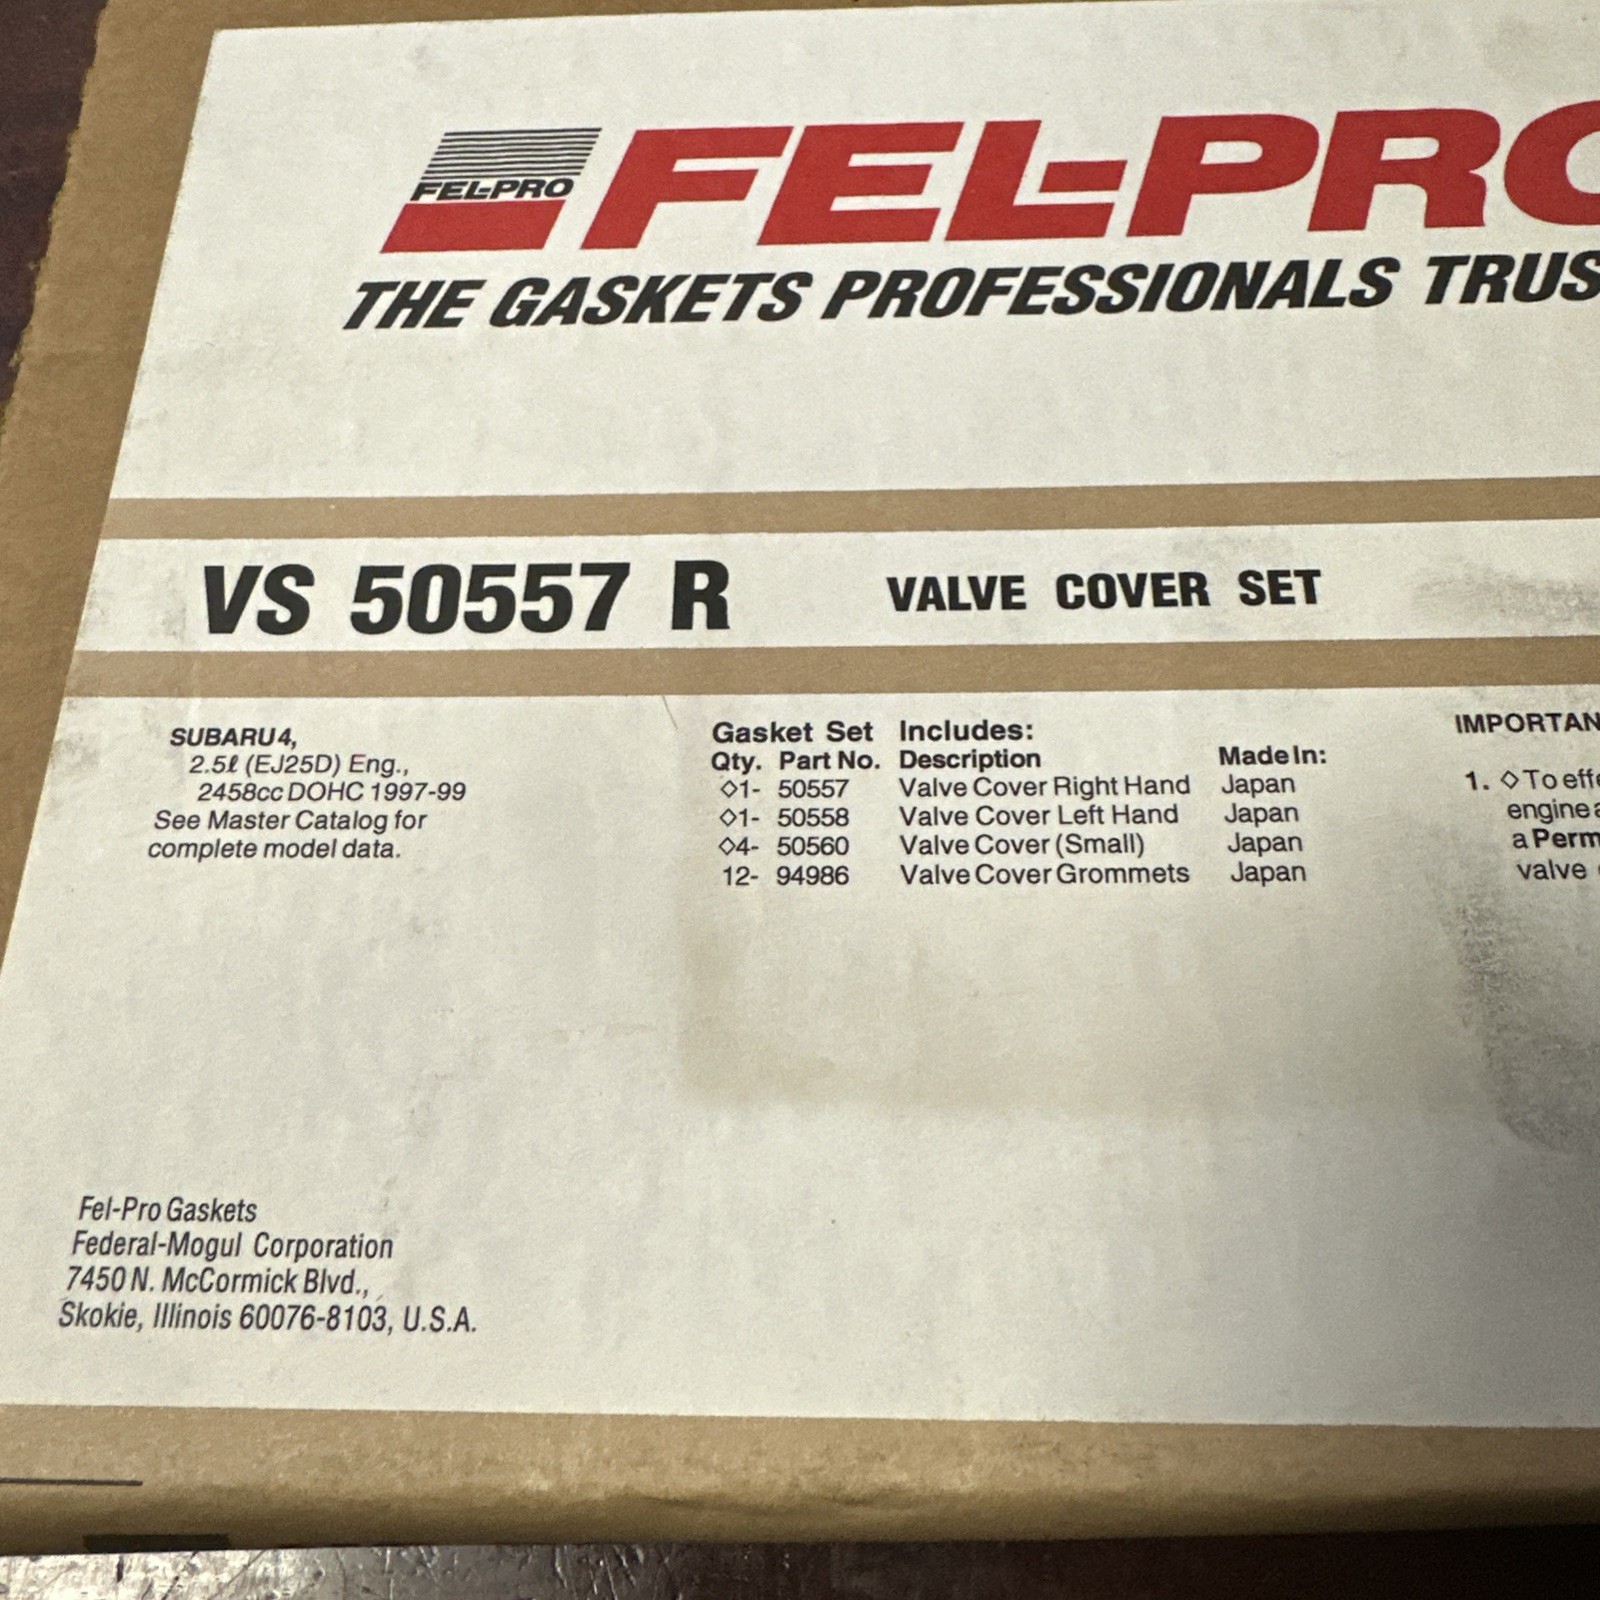 FEL-PRO
FEL-PRO
THE GASKETS PROFESSIONALS TRUS
VS 50557 R VALVE COVER SET
SUBARU 4,
2.5ℓ (EJ25D) Eng.,
2458cc DOHC 1997-99
See Master Catalog for
complete model data.
Gasket Set Includes:
Qty. Part No. Description Made In:
◇1- 50557 Valve Cover Right Hand Japan
◇1- 50558 Valve Cover Left Hand Japan
◇4- 50560 Valve Cover (Small) Japan
12- 94986 Valve Cover Grommets Japan
IMPORTAN
1. ◇ To effe
engine a
a Perm
valve
Fel-Pro Gaskets
Federal-Mogul Corporation
7450 N. McCormick Blvd.,
Skokie, Illinois 60076-8103, U.S.A.